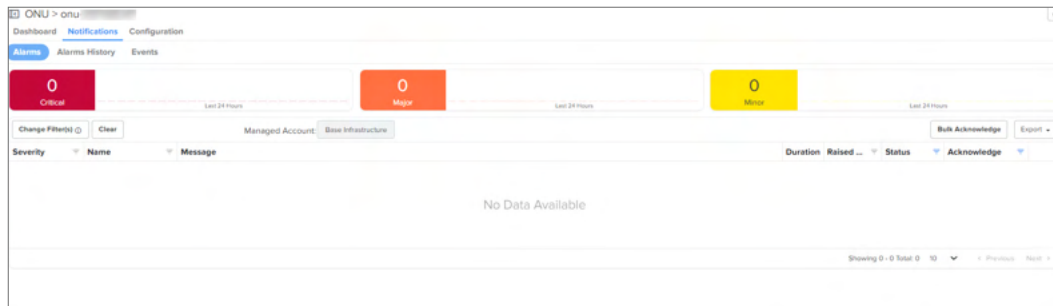 ONU > onu
Dashboard Notifications Configuration
Alarms Alarms History Events
0 Critical Last 24 Hours 0 Major Last 24 Hours 0 Minor Last 24 Hours
Change Filter(s) Clear Managed Account: Base Infrastructure Bulk Acknowledge Export
Severity Name Message Duration Raised ... Status Acknowledge
No Data Available
Showing 0 - 0 Total: 0 10 < Previous Next >